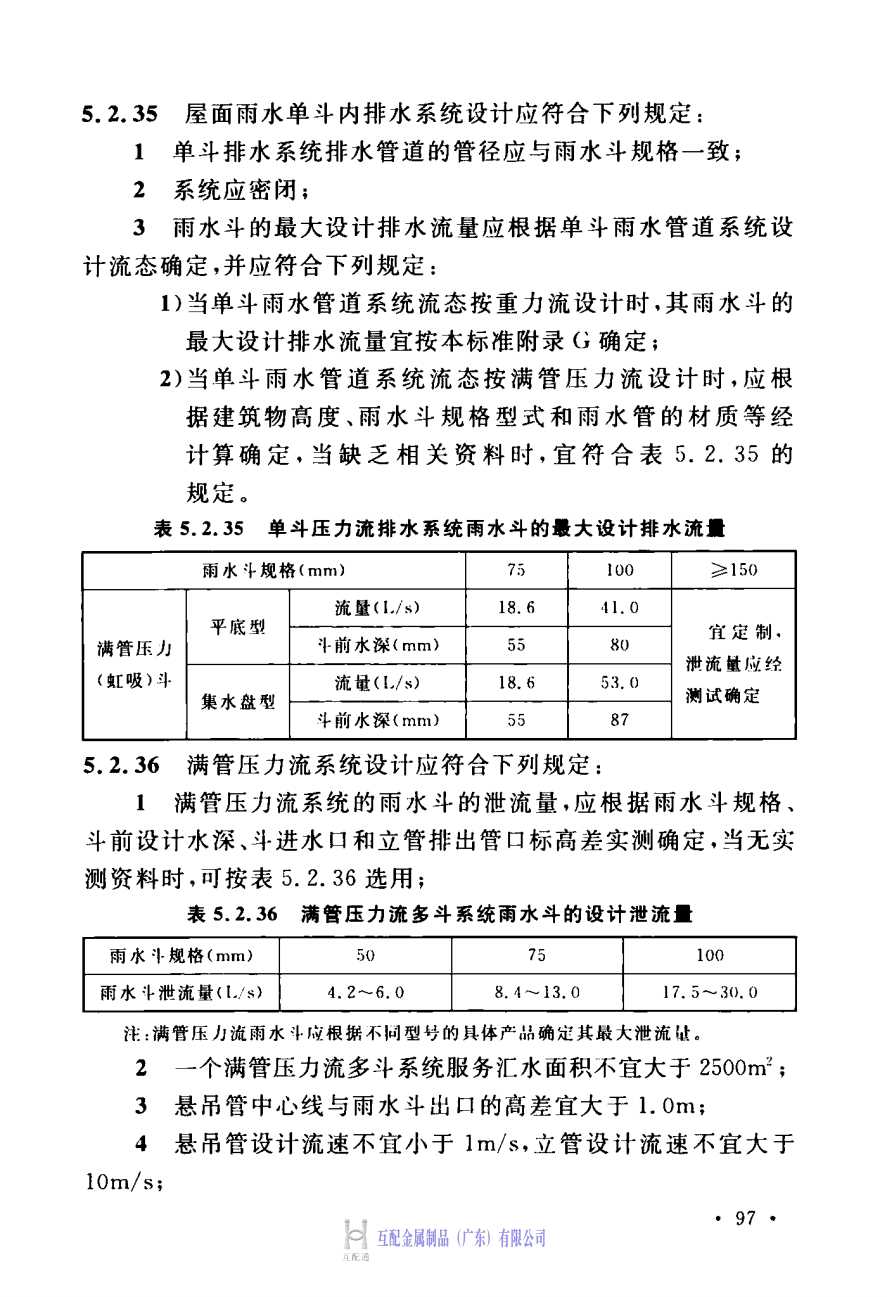 5.2.35 屋面雨水单斗内排水系统设计应符合下列规定：
1 单斗排水系统排水管道的管径应与雨水斗规格一致；
2 系统应密闭；
3 雨水斗的最大设计排水流量应根据单斗雨水管道系统设
计流态确定，并应符合下列规定：
1）当单斗雨水管道系统流态按重力流设计时，其雨水斗的
最大设计排水流量宜按本标准附录 G 确定；
2）当单斗雨水管道系统流态按满管压力流设计时，应根
据建筑物高度、雨水斗规格型式和雨水管的材质等经
计算确定，当缺乏相关资料时，宜符合表 5.2.35 的
规定。
表 5.2.35 单斗压力流排水系统雨水斗的最大设计排水流量
雨水斗规格(mm) 75 100 ≥150
满管压力
(虹吸)斗
平底型
流量(L/s) 18.6 41.0
斗前水深(mm) 55 80
集水盘型
流量(L/s) 18.6 53.0
斗前水深(mm) 55 87
宜定制，
泄流量应经
测试确定
5.2.36 满管压力流系统设计应符合下列规定：
1 满管压力流系统的雨水斗的泄流量，应根据雨水斗规格、
斗前设计水深、斗进水口和立管排出管口标高差实测确定，当无实
测资料时，可按表 5.2.36 选用；
表 5.2.36 满管压力流多斗系统雨水斗的设计泄流量
雨水斗规格(mm) 50 75 100
雨水斗泄流量(L/s) 4.2～6.0 8.4～13.0 17.5～30.0
注：满管压力流雨水斗应根据不同型号的具体产品确定其最大泄流量。
2 一个满管压力流多斗系统服务汇水面积不宜大于 2500m²；
3 悬吊管中心线与雨水斗出口的高差宜大于 1.0m；
4 悬吊管设计流速不宜小于 1m/s，立管设计流速不宜大于
10m/s；
• 97 •
互配金属制品（广东）有限公司
互配通